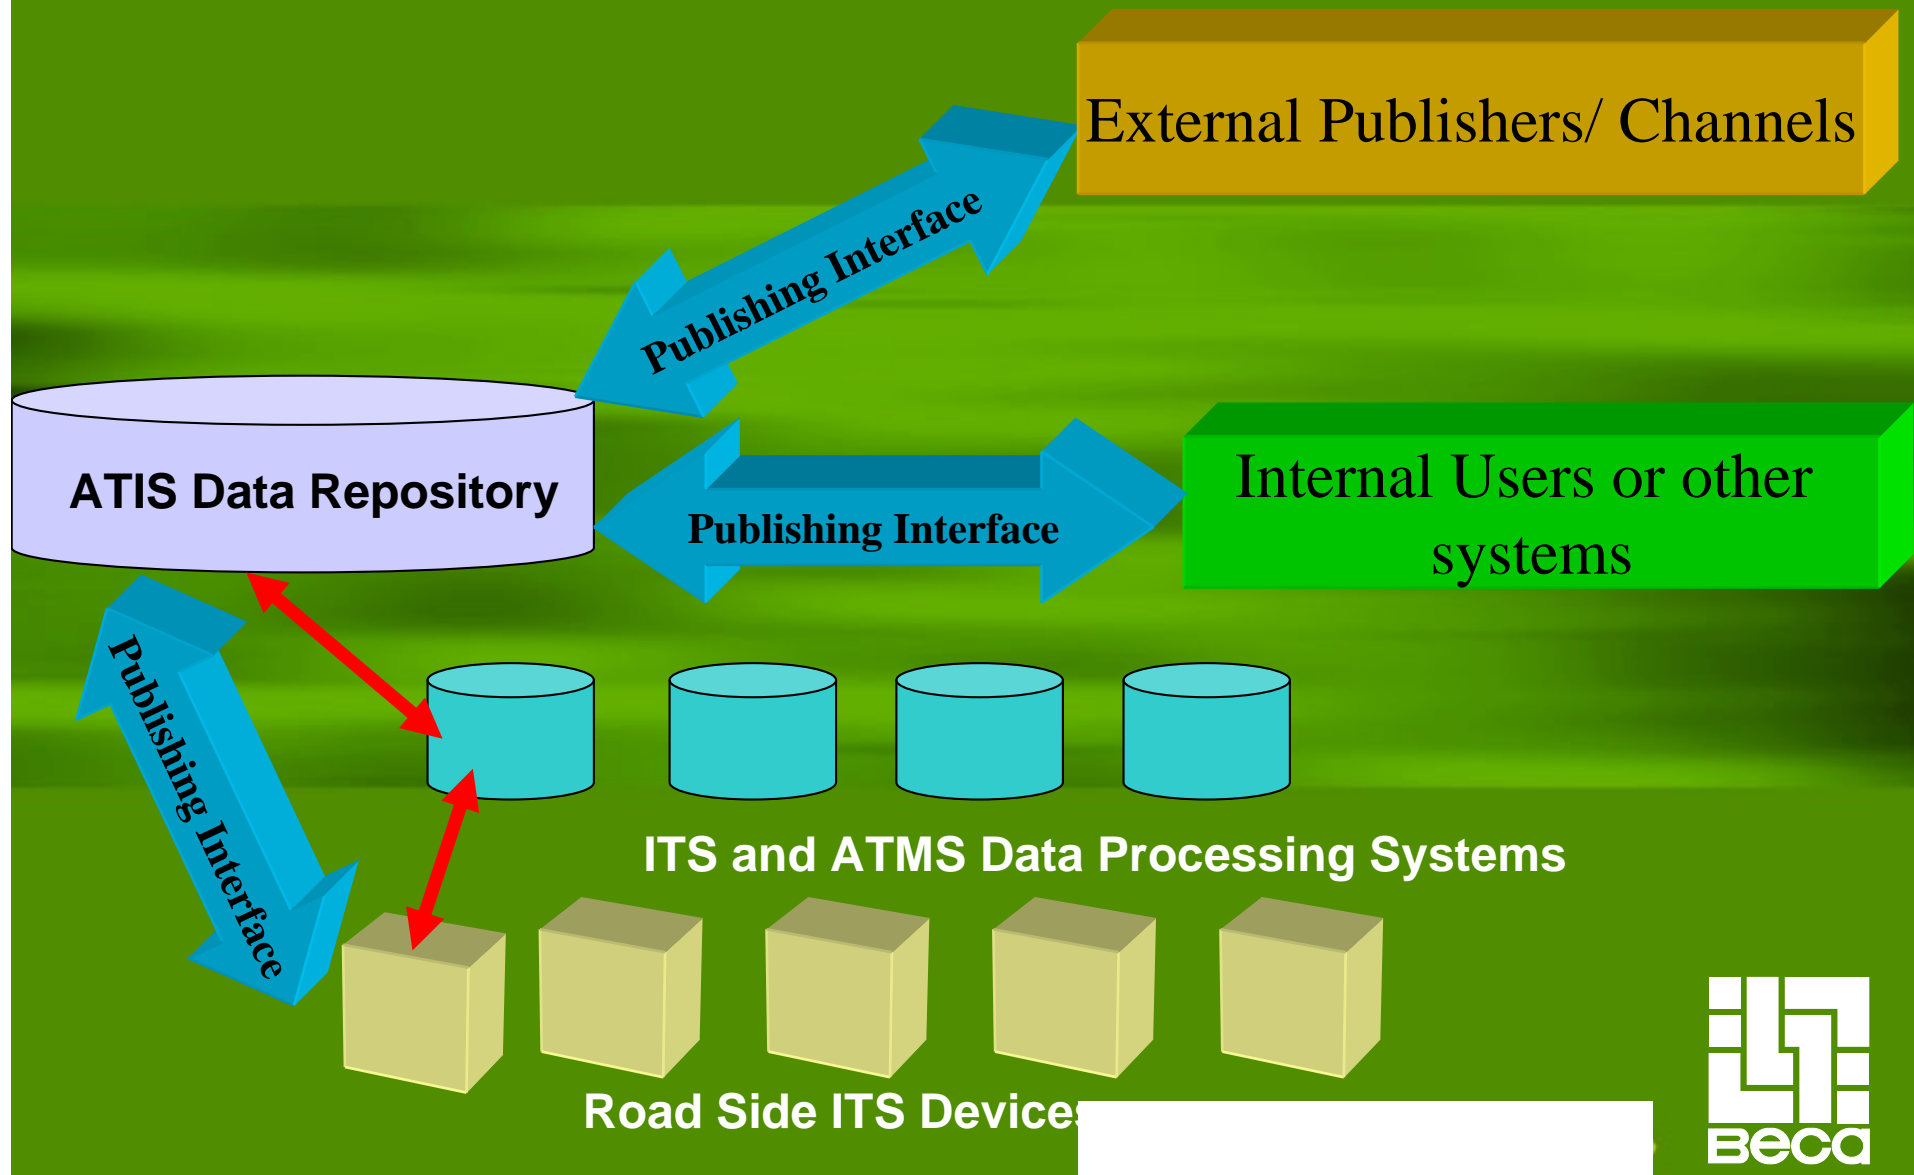 External Publishers/ Channels
Publishing Interface
ATIS Data Repository
Publishing Interface
Internal Users or other
systems
Publishing Interface
ITS and ATMS Data Processing Systems
Road Side ITS Devices
Beca